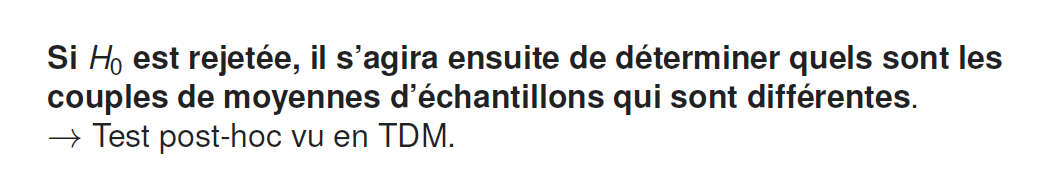 Si H₀ est rejetée, il s’agira ensuite de déterminer quels sont les
couples de moyennes d’échantillons qui sont différentes.
→ Test post-hoc vu en TDM.